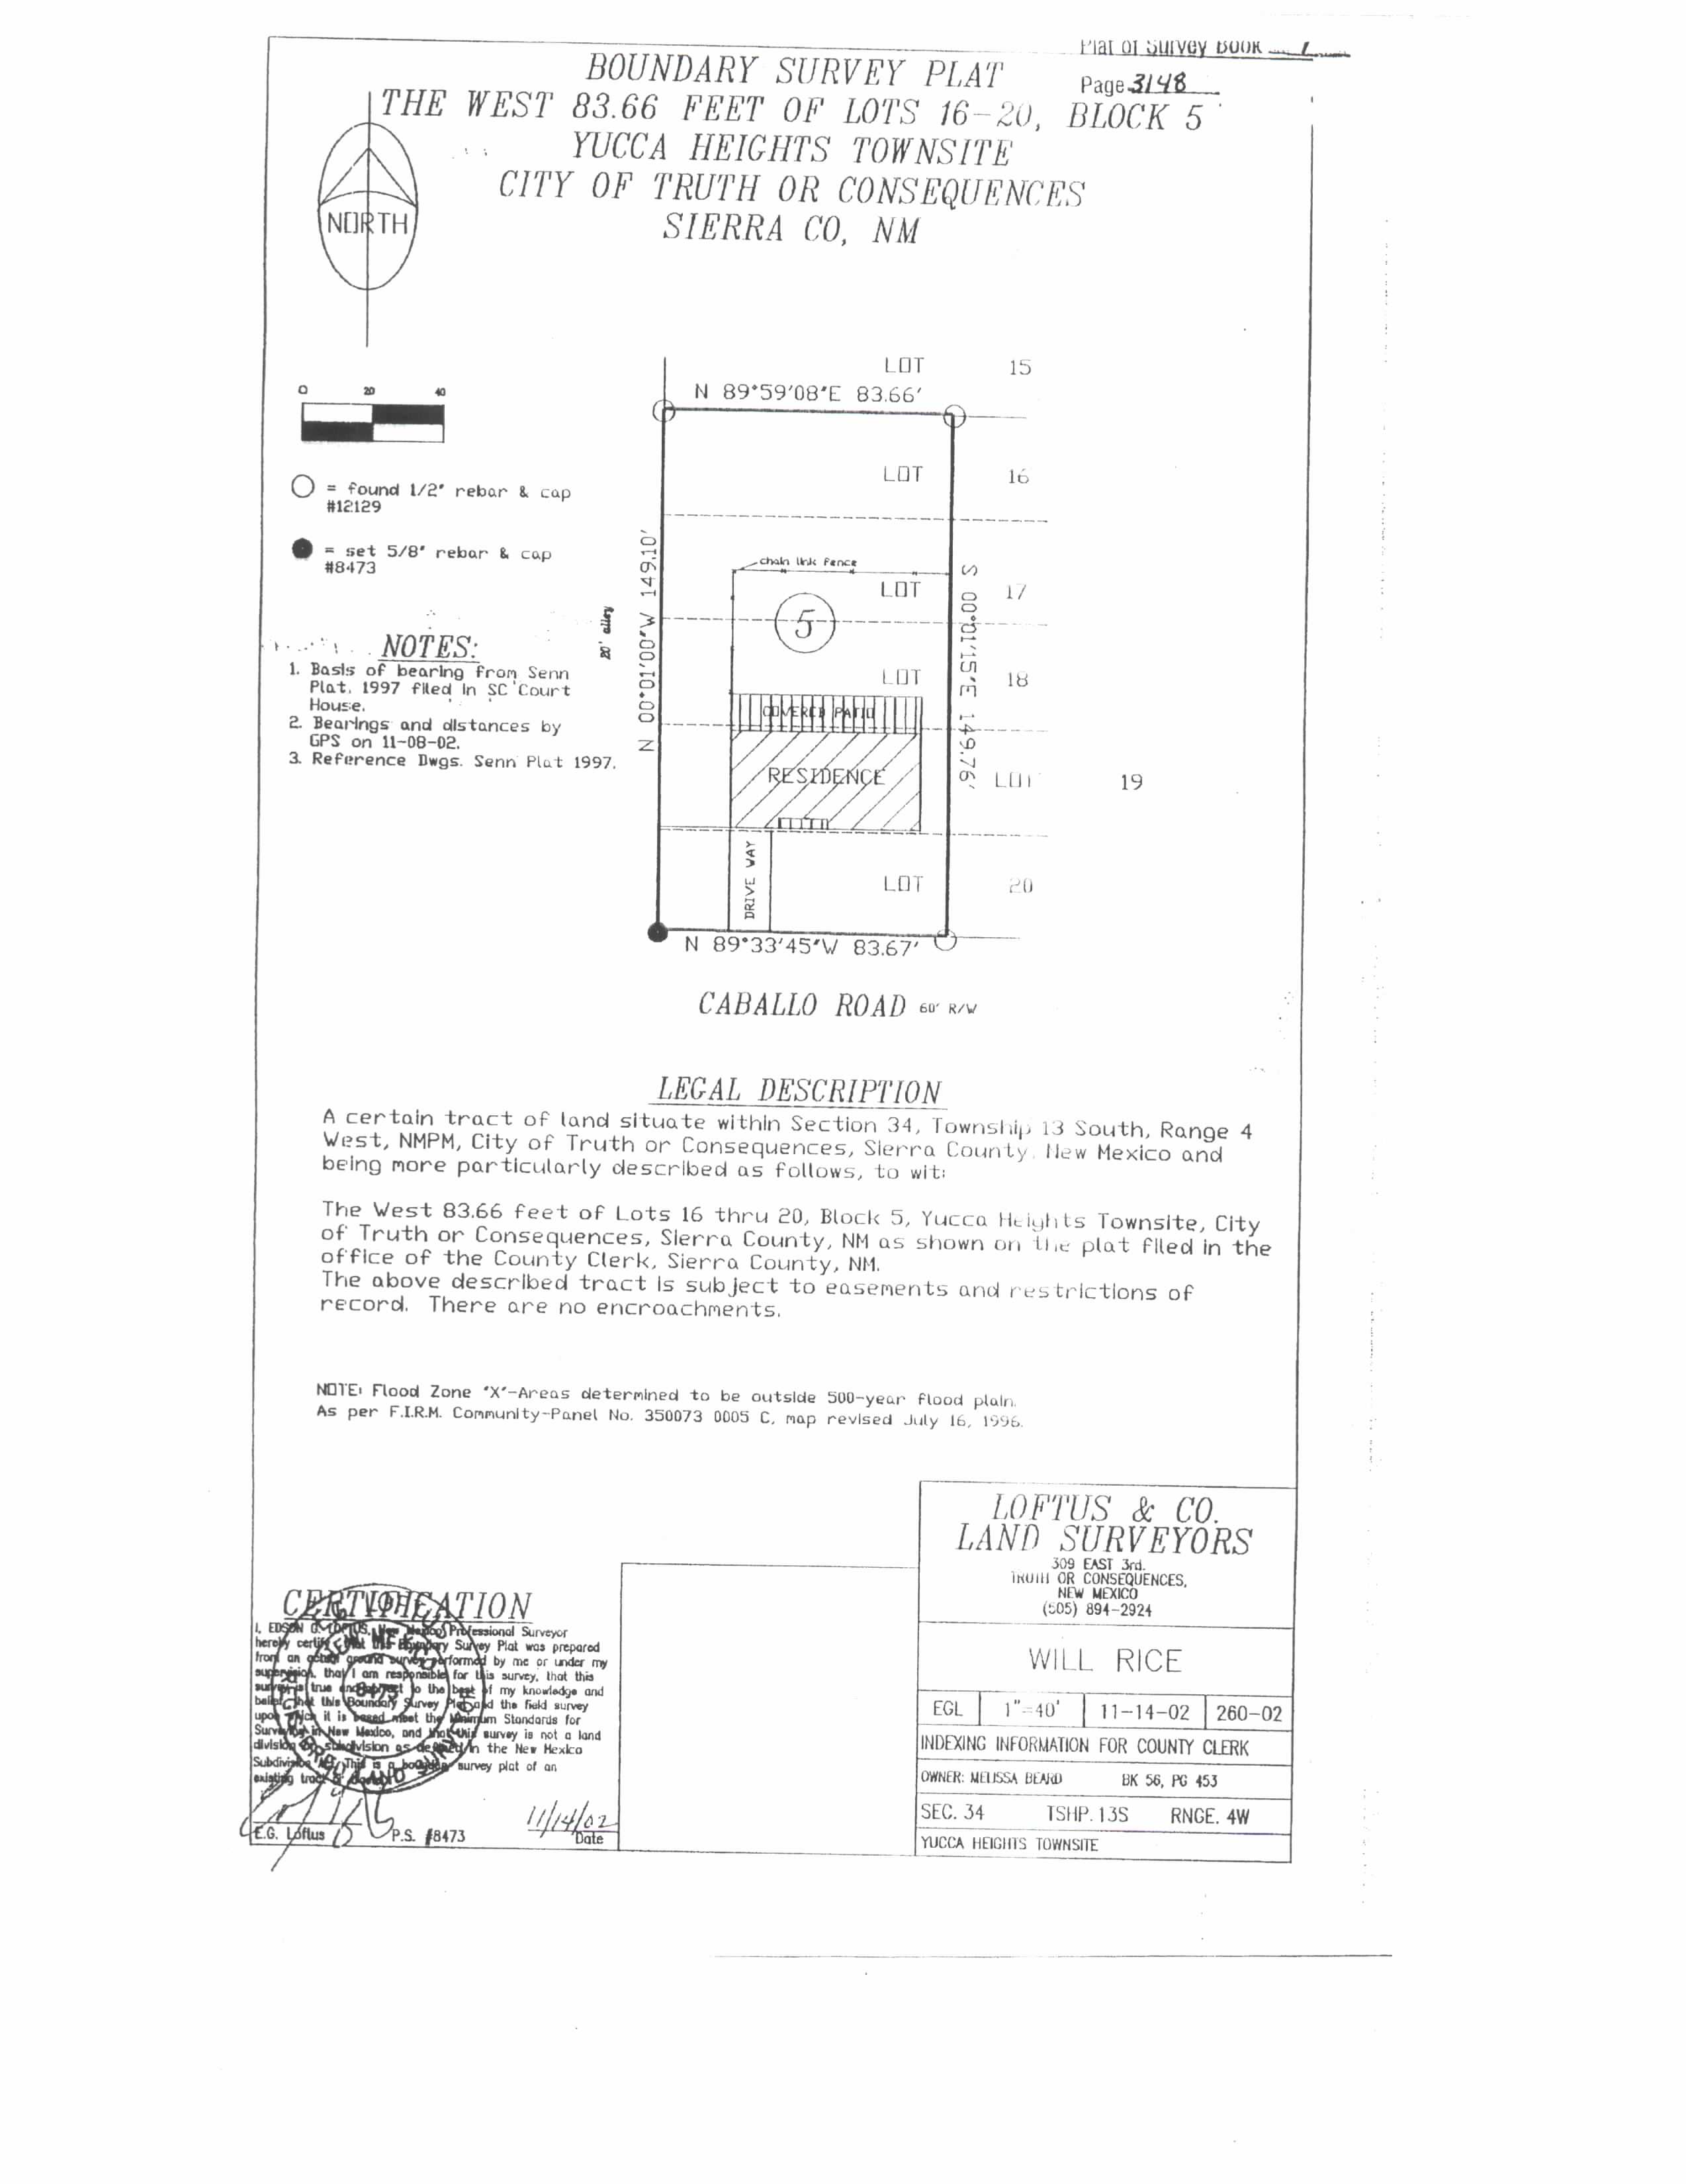 Plat of Survey Book 1
Page 3148
BOUNDARY SURVEY PLAT
THE WEST 83.66 FEET OF LOTS 16-20, BLOCK 5
YUCCA HEIGHTS TOWNSITE
CITY OF TRUTH OR CONSEQUENCES
SIERRA CO, NM
NORTH
0 20 40
= found 1/2" rebar & cap
#12129
= set 5/8" rebar & cap
#8473
NOTES:
1. Basis of bearing from Senn
Plat, 1997 filed in SC Court
House.
2. Bearings and distances by
GPS on 11-08-02.
3. Reference Dwgs. Senn Plat 1997.
LOT 15
N 89°59'08"E 83.66'
LOT 16
chain link fence
LOT 17
5
LOT 18
COVERED PATIO
RESIDENCE
LOT 19
DRIVE WAY
LOT 20
20' alley
N 00°01'00"W 149.10'
S 00°01'15"E 149.76'
N 89°33'45"W 83.67'
CABALLO ROAD 60' R/W
LEGAL DESCRIPTION
A certain tract of land situate within Section 34, Township 13 South, Range 4
West, NMPM, City of Truth or Consequences, Sierra County, New Mexico and
being more particularly described as follows, to wit:
The West 83.66 feet of Lots 16 thru 20, Block 5, Yucca Heights Townsite, City
of Truth or Consequences, Sierra County, NM as shown on the plat filed in the
office of the County Clerk, Sierra County, NM.
The above described tract is subject to easements and restrictions of
record. There are no encroachments.
NOTE: Flood Zone "X"-Areas determined to be outside 500-year flood plain.
As per F.I.R.M. Community-Panel No. 350073 0005 C, map revised July 16, 1996.
CERTIFICATION
I, EDSON G. LOFTUS, New Mexico Professional Surveyor
hereby certify that this Boundary Survey Plat was prepared
from an actual ground survey performed by me or under my
supervision, that I am responsible for this survey, that this
survey is true and correct to the best of my knowledge and
belief, that this Boundary Survey Plat and the field survey
upon which it is based meet the Minimum Standards for
Surveying in New Mexico, and that this survey is not a land
division or subdivision as defined in the New Mexico
Subdivision Act. This is a boundary survey plat of an
existing tract
8473
E.G. Loftus P.S. #8473
11/14/02
Date
LOFTUS & CO.
LAND SURVEYORS
309 EAST 3rd.
TRUTH OR CONSEQUENCES,
NEW MEXICO
(505) 894-2924
WILL RICE
EGL 1"=40' 11-14-02 260-02
INDEXING INFORMATION FOR COUNTY CLERK
OWNER: MELISSA BEARD BK 56, PG 453
SEC. 34 TSHP. 13S RNGE. 4W
YUCCA HEIGHTS TOWNSITE